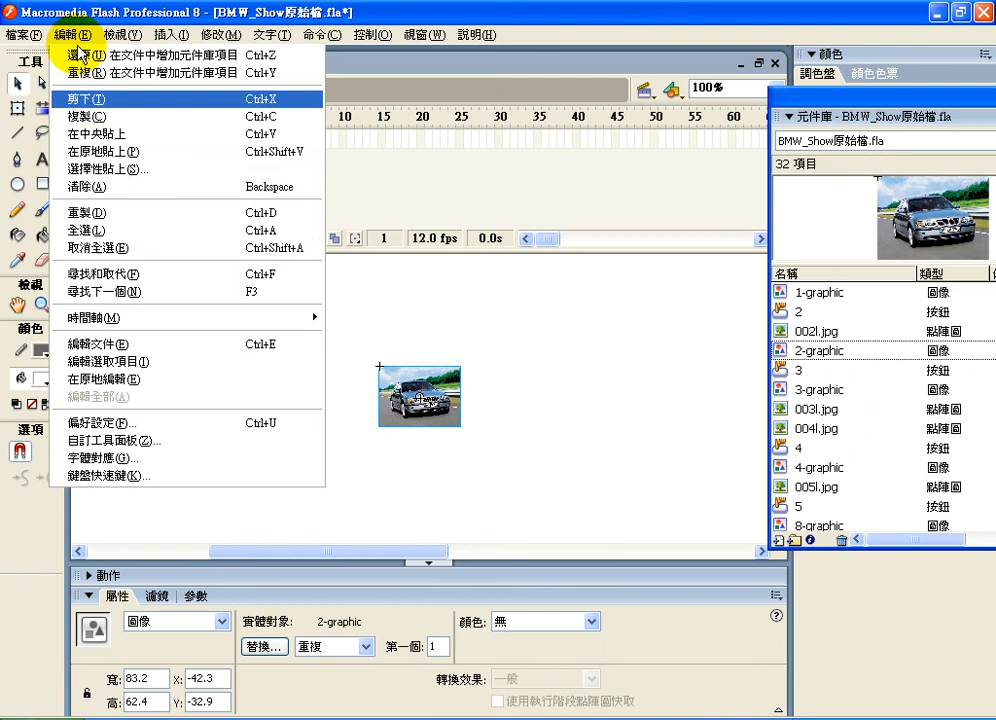 Macromedia Flash Professional 8 - [BMW_Show原始檔.fla*]
檔案(F) 編輯(E) 檢視(V) 插入(I) 修改(M) 文字(T) 命令(C) 控制(O) 視窗(W) 說明(H)
工具
還原(U) 在文件中增加元件庫項目 Ctrl+Z
重複(R) 在文件中增加元件庫項目 Ctrl+Y
剪下(T) Ctrl+X
複製(C) Ctrl+C
在中央貼上 Ctrl+V
在原地貼上(P) Ctrl+Shift+V
選擇性貼上(S)...
清除(A) Backspace
重製(D) Ctrl+D
全選(L) Ctrl+A
取消全選(E) Ctrl+Shift+A
尋找和取代(F) Ctrl+F
尋找下一個(N) F3
時間軸(M)
編輯文件(E) Ctrl+E
編輯選取項目(I)
在原地編輯(E)
編輯全部(A)
偏好設定(F)... Ctrl+U
自訂工具面板(Z)...
字體對應(G)...
鍵盤快速鍵(K)...
檢視
顏色
選項
100%
10 15 20 25 30 35 40 45 50 55 60
1 12.0 fps 0.0s
顏色
調色盤 顏色色票
元件庫 - BMW_Show原始檔.fla
BMW_Show原始檔.fla
32 項目
名稱 類型
1-graphic 圖像
2 按鈕
002l.jpg 點陣圖
2-graphic 圖像
3 按鈕
3-graphic 圖像
003l.jpg 點陣圖
004l.jpg 點陣圖
4 按鈕
4-graphic 圖像
005l.jpg 點陣圖
5 按鈕
8-graphic 圖像
動作
屬性 濾鏡 參數
圖像 實體對象: 2-graphic 顏色: 無
替換... 重複 第一個: 1
寬: 83.2 X: -42.3 轉換效果: 一般
高: 62.4 Y: -32.9 使用執行階段點陣圖快取